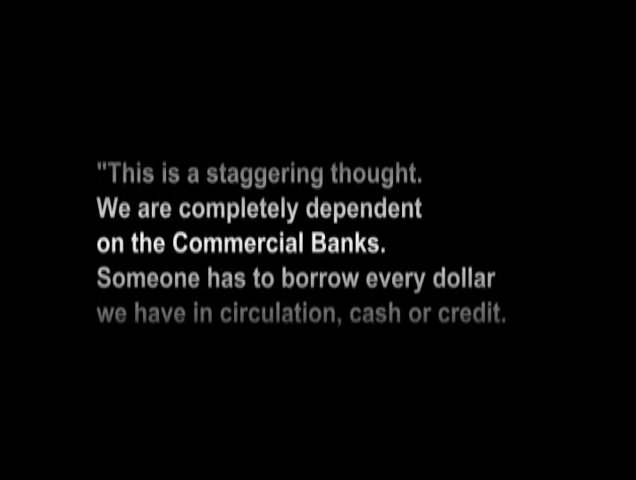 "This is a staggering thought.
We are completely dependent
on the Commercial Banks.
Someone has to borrow every dollar
we have in circulation, cash or credit.